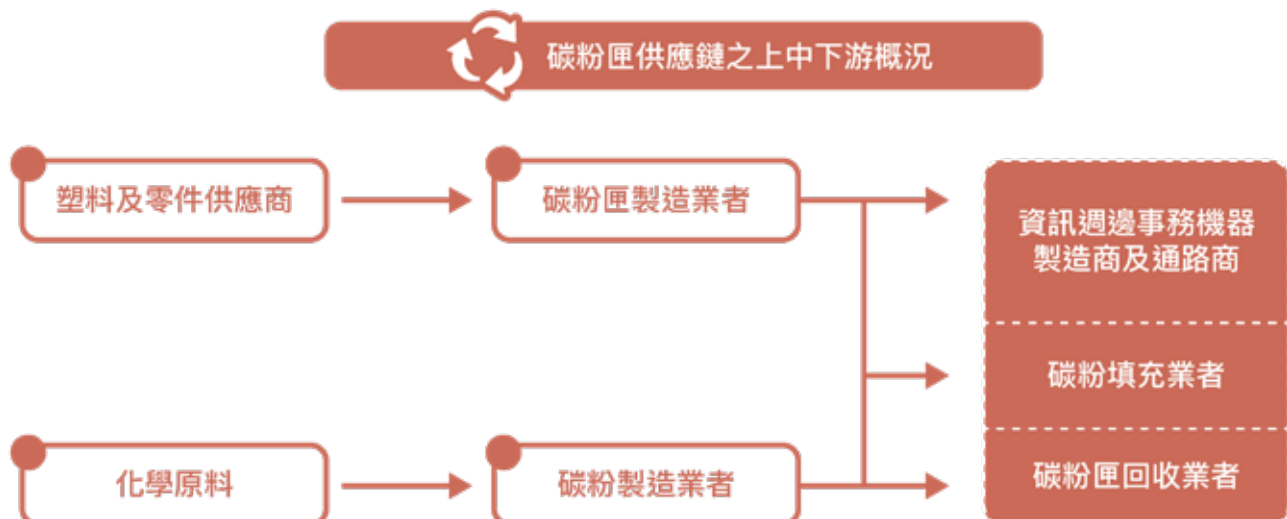 碳粉匣供應鏈之上中下游概況
塑料及零件供應商
碳粉匣製造業者
資訊週邊事務機器
製造商及通路商
碳粉填充業者
化學原料
碳粉製造業者
碳粉匣回收業者